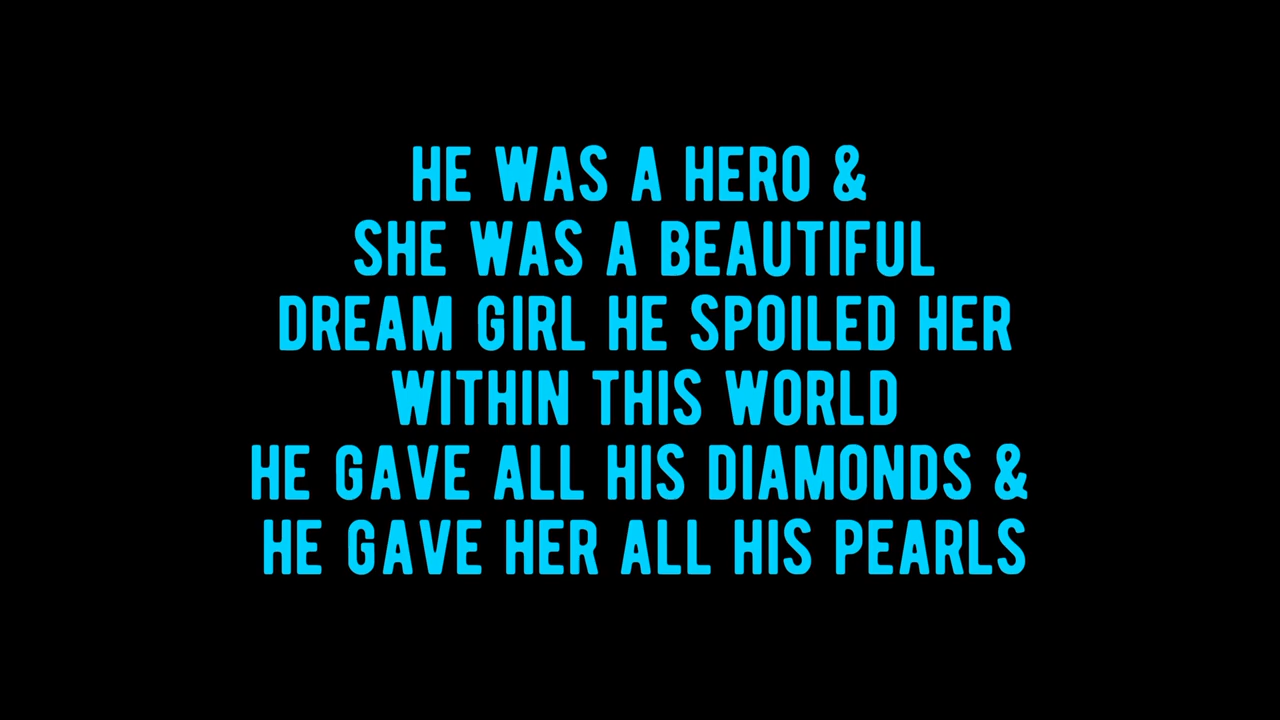 HE WAS A HERO &
SHE WAS A BEAUTIFUL
DREAM GIRL HE SPOILED HER
WITHIN THIS WORLD
HE GAVE ALL HIS DIAMONDS &
HE GAVE HER ALL HIS PEARLS